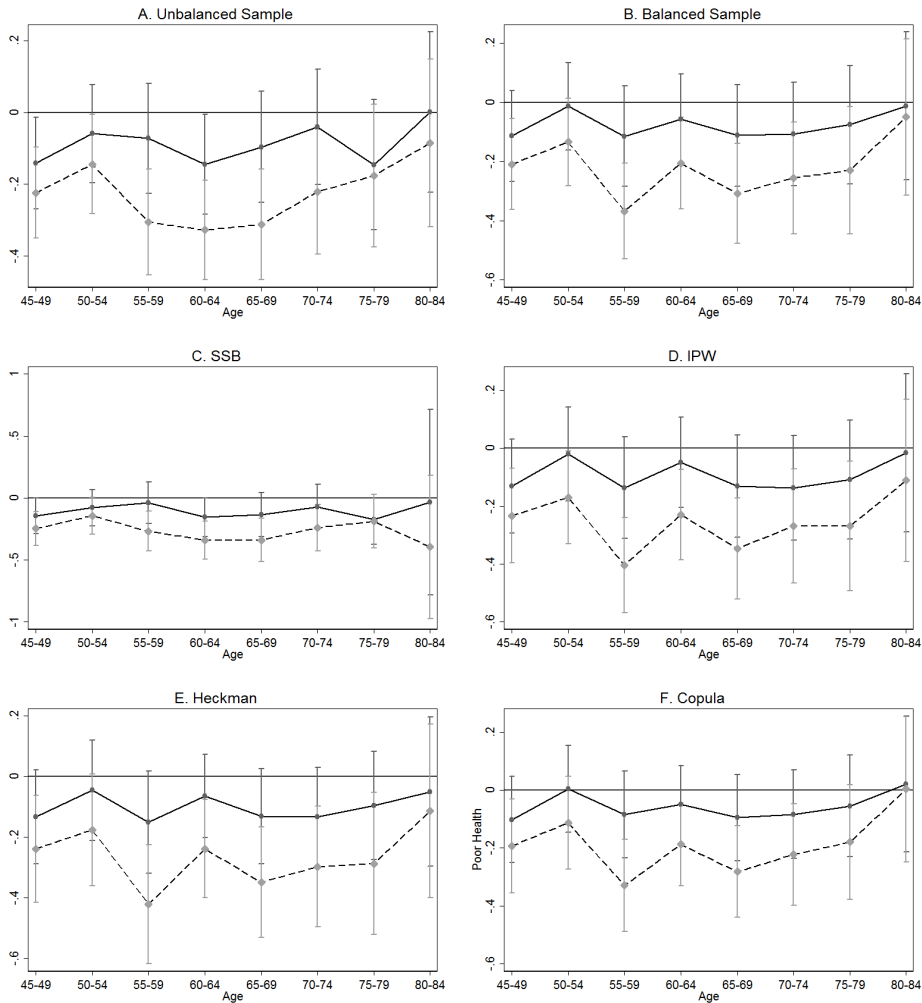 A. Unbalanced Sample
.2
0
-.2
-.4
45-49 50-54 55-59 60-64 65-69 70-74 75-79 80-84
Age
B. Balanced Sample
.2
0
-.2
-.4
-.6
45-49 50-54 55-59 60-64 65-69 70-74 75-79 80-84
Age
C. SSB
1
.5
0
-.5
-1
45-49 50-54 55-59 60-64 65-69 70-74 75-79 80-84
Age
D. IPW
.2
0
-.2
-.4
-.6
45-49 50-54 55-59 60-64 65-69 70-74 75-79 80-84
Age
E. Heckman
.2
0
-.2
-.4
-.6
45-49 50-54 55-59 60-64 65-69 70-74 75-79 80-84
Age
F. Copula
Poor Health
.2
0
-.2
-.4
-.6
45-49 50-54 55-59 60-64 65-69 70-74 75-79 80-84
Age